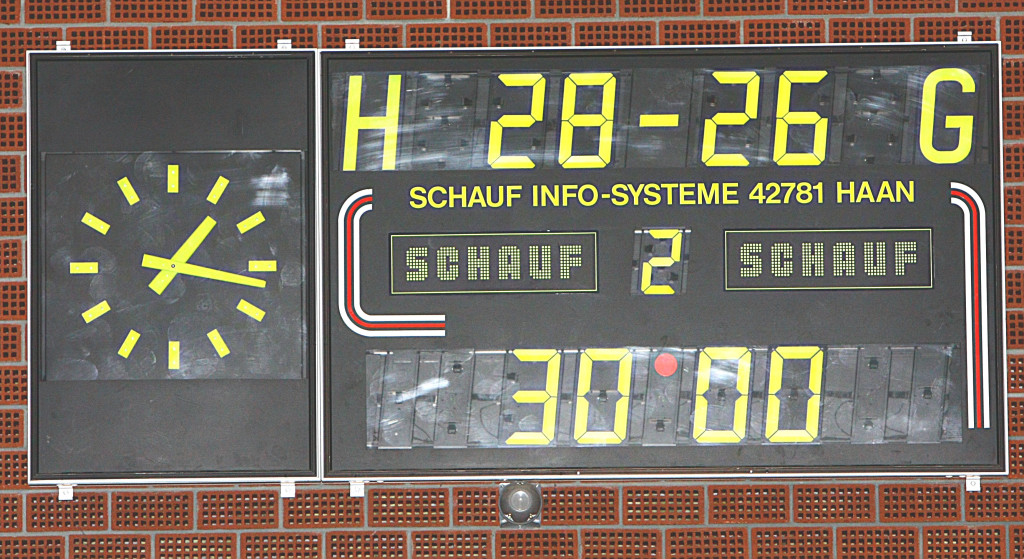 H 28-26 G
SCHAUF INFO-SYSTEME 42781 HAAN
SCHAUF 2 SCHAUF
30 00